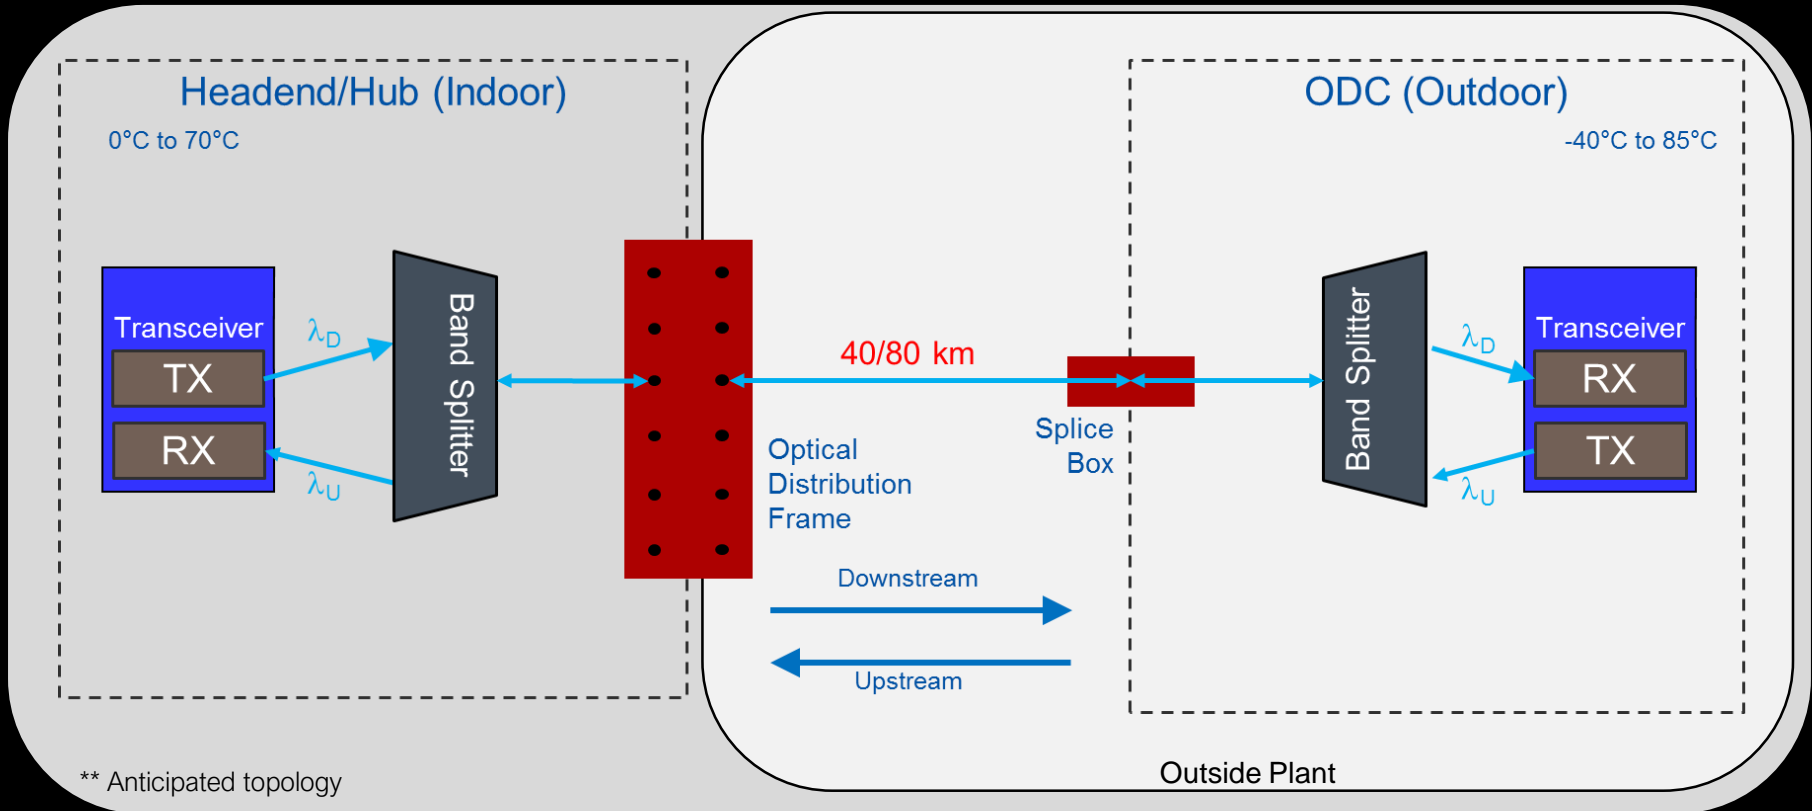 Headend/Hub (Indoor)
0°C to 70°C
Transceiver
TX
RX
λD
λU
Band Splitter
40/80 km
Optical
Distribution
Frame
Splice
Box
Downstream
Upstream
ODC (Outdoor)
-40°C to 85°C
Band Splitter
λD
λU
Transceiver
RX
TX
** Anticipated topology
Outside Plant